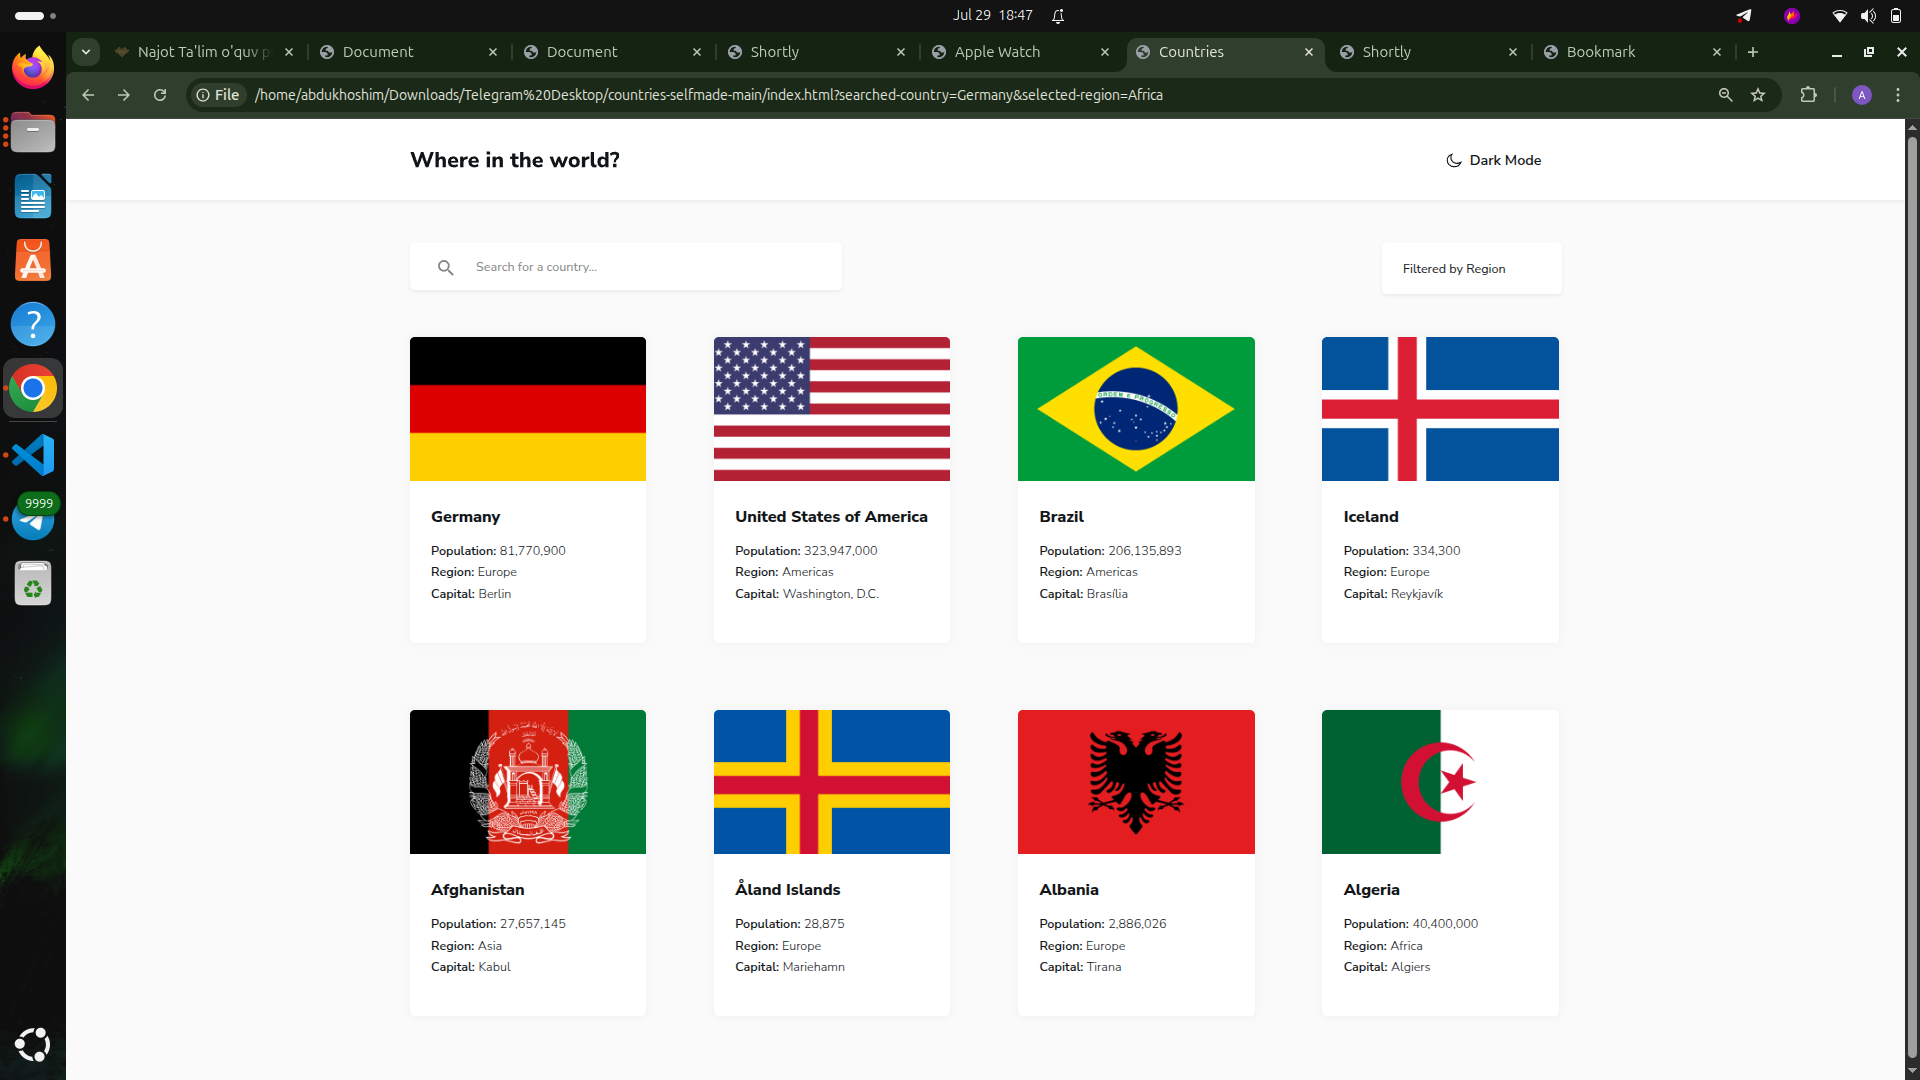 Jul 29 18:47
Najot Ta'lim o'quv p
Document
Document
Shortly
Apple Watch
Countries
Shortly
Bookmark
File /home/abdukhoshim/Downloads/Telegram%20Desktop/countries-selfmade-main/index.html?searched-country=Germany&selected-region=Africa
A
Where in the world?
Dark Mode
Search for a country...
Filtered by Region
ORDEM E PROGRESSO
Germany
Population: 81,770,900
Region: Europe
Capital: Berlin
United States of America
Population: 323,947,000
Region: Americas
Capital: Washington, D.C.
Brazil
Population: 206,135,893
Region: Americas
Capital: Brasília
Iceland
Population: 334,300
Region: Europe
Capital: Reykjavík
Afghanistan
Population: 27,657,145
Region: Asia
Capital: Kabul
Åland Islands
Population: 28,875
Region: Europe
Capital: Mariehamn
Albania
Population: 2,886,026
Region: Europe
Capital: Tirana
Algeria
Population: 40,400,000
Region: Africa
Capital: Algiers
9999